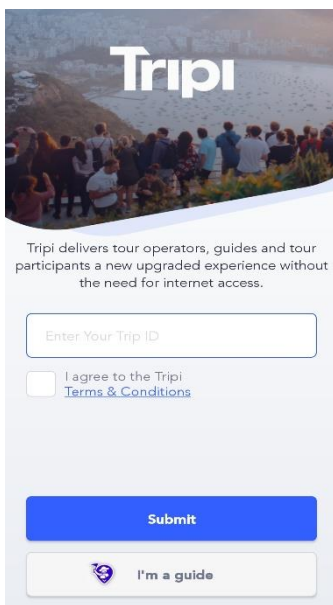 Tripi
Tripi delivers tour operators, guides and tour
participants a new upgraded experience without
the need for internet access.
Enter Your Trip ID
I agree to the Tripi
Terms & Conditions
Submit
I'm a guide